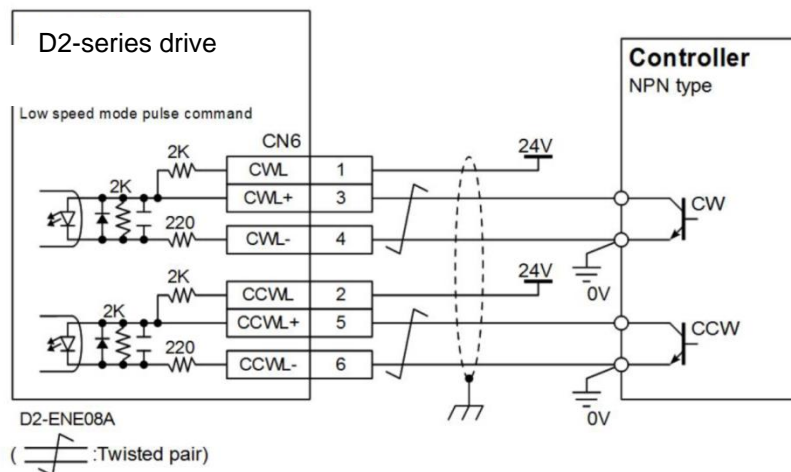 D2-series drive
Controller
NPN type
Low speed mode pulse command
CN6
24V
2K
CWL 1
2K
CWL+ 3
CW
220
CWL- 4
0V
24V
2K
CCWL 2
2K
CCWL+ 5
CCW
220
CCWL- 6
0V
D2-ENE08A
( :Twisted pair)